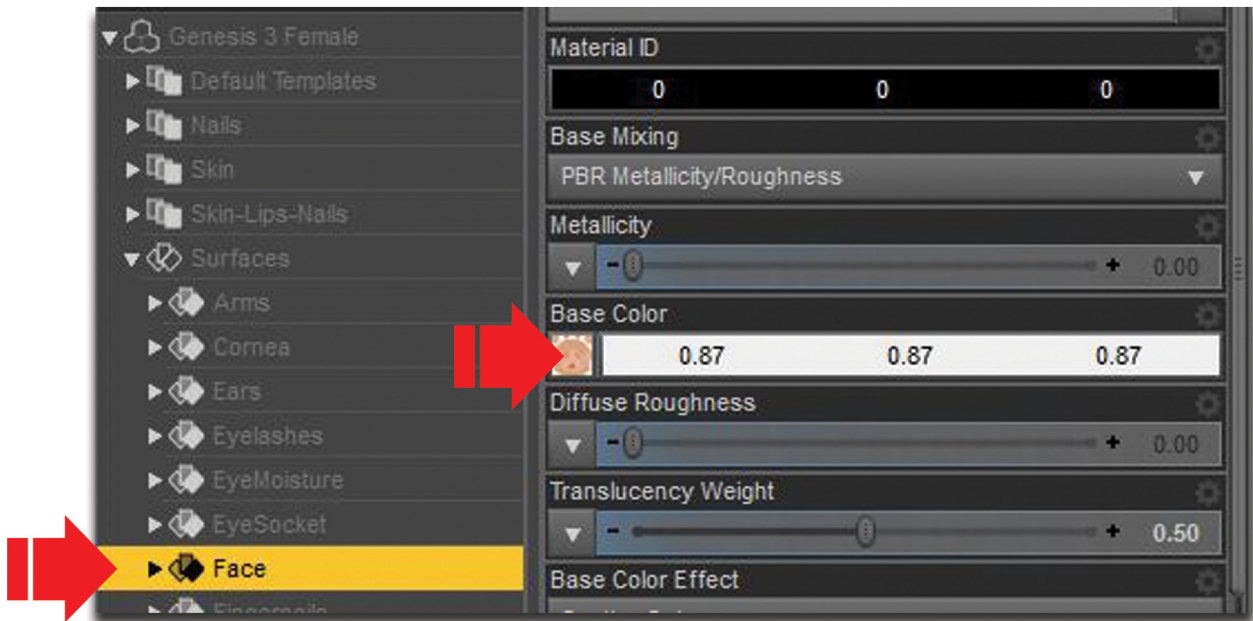 Genesis 3 Female
Default Templates
Nails
Skin
Skin-Lips-Nails
Surfaces
Arms
Cornea
Ears
Eyelashes
EyeMoisture
EyeSocket
Face
Material ID
0 0 0
Base Mixing
PBR Metallicity/Roughness
Metallicity
- + 0.00
Base Color
0.87 0.87 0.87
Diffuse Roughness
- + 0.00
Translucency Weight
- + 0.50
Base Color Effect